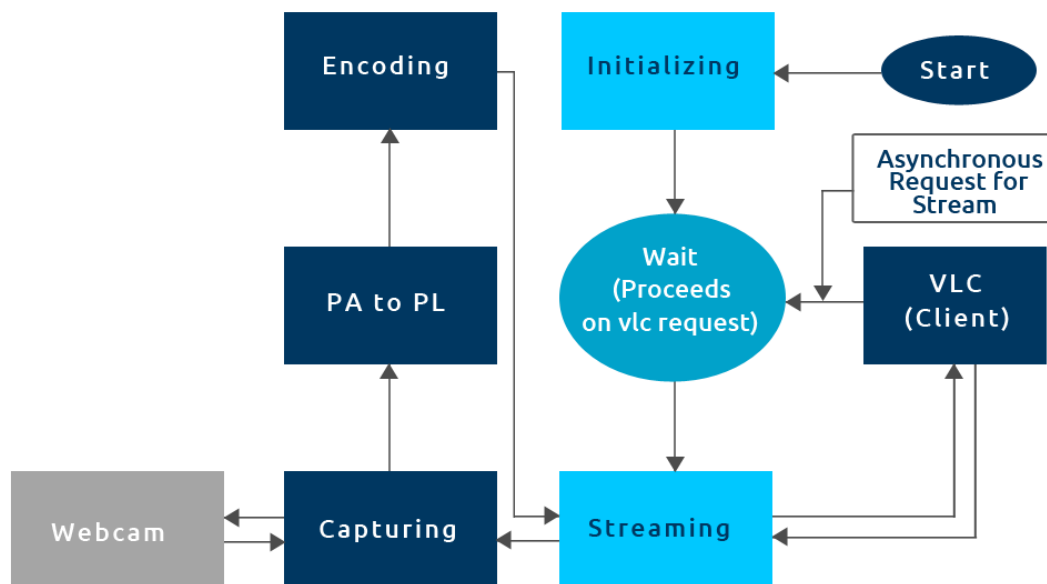 Encoding
Initializing
Start
Asynchronous
Request for
Stream
PA to PL
Wait
(Proceeds
on vlc request)
VLC
(Client)
Webcam
Capturing
Streaming